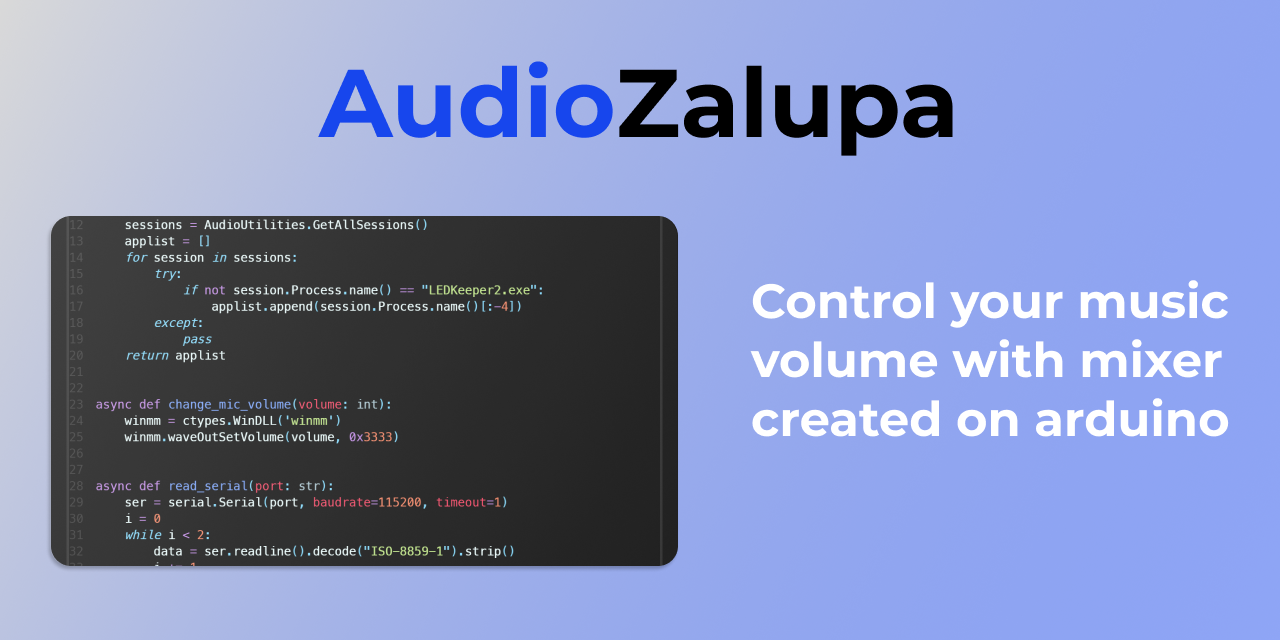 AudioZalupa
12 sessions = AudioUtilities.GetAllSessions()
13 applist = []
14 for session in sessions:
15 try:
16 if not session.Process.name() == "LEDKeeper2.exe":
17 applist.append(session.Process.name()[:-4])
18 except:
19 pass
20 return applist
21
22
23 async def change_mic_volume(volume: int):
24 winmm = ctypes.WinDLL('winmm')
25 winmm.waveOutSetVolume(volume, 0x3333)
26
27
28 async def read_serial(port: str):
29 ser = serial.Serial(port, baudrate=115200, timeout=1)
30 i = 0
31 while i < 2:
32 data = ser.readline().decode("ISO-8859-1").strip()
Control your music
volume with mixer
created on arduino